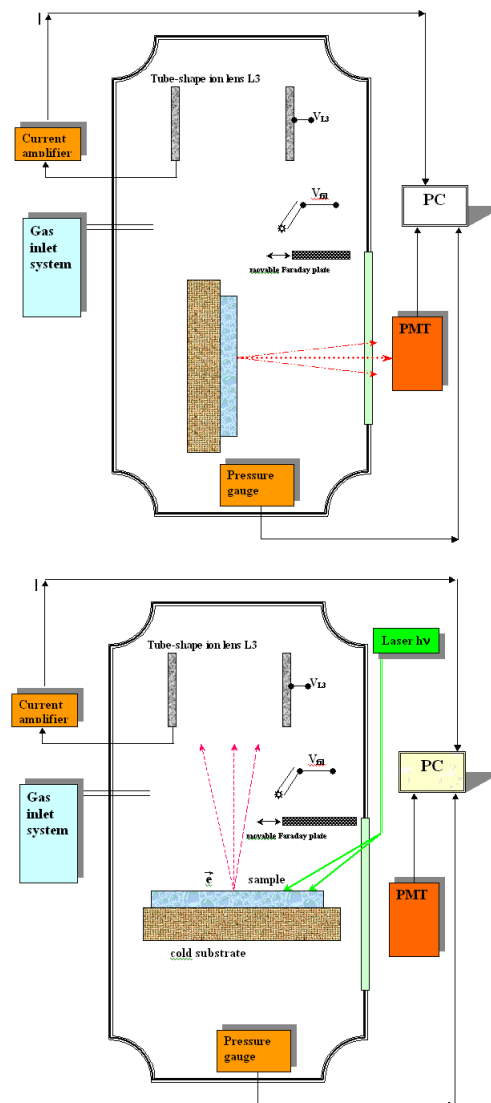 I
Tube-shape ion lens L3
VL3
Current
amplifier
Vfil
PC
Gas
inlet
system
movable Faraday plate
PMT
Pressure
gauge
I
Laser hν
Tube-shape ion lens L3
VL3
Current
amplifier
Vfil
PC
Gas
inlet
system
movable Faraday plate
e sample
PMT
cold substrate
Pressure
gauge